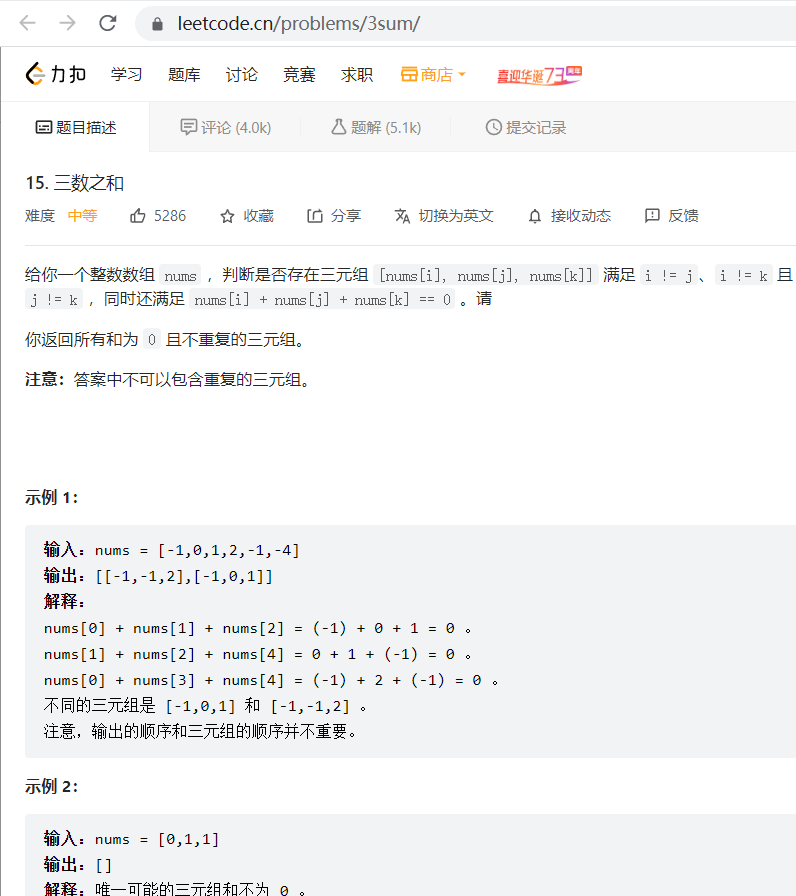 leetcode.cn/problems/3sum/
力扣 学习 题库 讨论 竞赛 求职 商店 喜迎华诞73周年
题目描述 评论 (4.0k) 题解 (5.1k) 提交记录
15. 三数之和
难度 中等 5286 收藏 分享 切换为英文 接收动态 反馈
给你一个整数数组 nums ，判断是否存在三元组 [nums[i], nums[j], nums[k]] 满足 i != j、i != k 且
j != k ，同时还满足 nums[i] + nums[j] + nums[k] == 0 。请
你返回所有和为 0 且不重复的三元组。
注意：答案中不可以包含重复的三元组。
示例 1：
输入：nums = [-1,0,1,2,-1,-4]
输出：[[-1,-1,2],[-1,0,1]]
解释：
nums[0] + nums[1] + nums[2] = (-1) + 0 + 1 = 0 。
nums[1] + nums[2] + nums[4] = 0 + 1 + (-1) = 0 。
nums[0] + nums[3] + nums[4] = (-1) + 2 + (-1) = 0 。
不同的三元组是 [-1,0,1] 和 [-1,-1,2] 。
注意，输出的顺序和三元组的顺序并不重要。
示例 2：
输入：nums = [0,1,1]
输出：[]
解释：唯一可能的三元组和不为 0 。